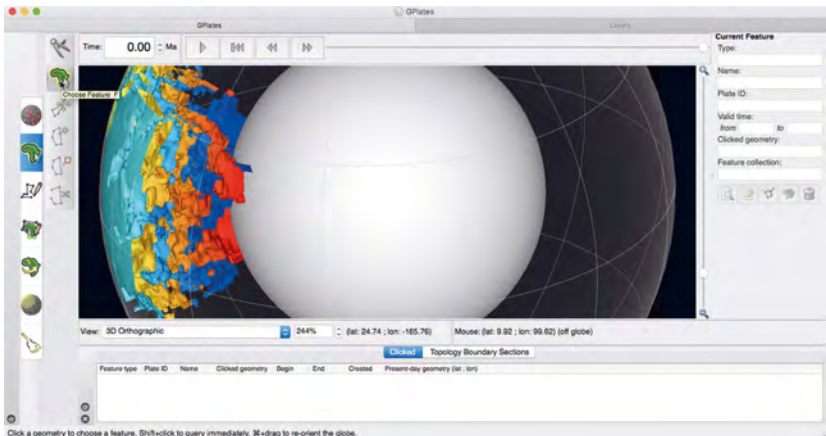 GPlates
GPlates
Layers
Time: 0.00 Ma
Choose Feature F
Current Feature
Type:
Name:
Plate ID:
Valid time:
from to
Clicked geometry:
Feature collection:
View: 3D Orthographic 244% (lat: 24.74 ; lon: -165.76) Mouse: (lat: 9.92 ; lon: 99.62) (off globe)
Clicked Topology Boundary Sections
Feature type Plate ID Name Clicked geometry Begin End Created Present-day geometry (lat ; lon)
Click a geometry to choose a feature. Shift+click to query immediately. ⌘+drag to re-orient the globe.